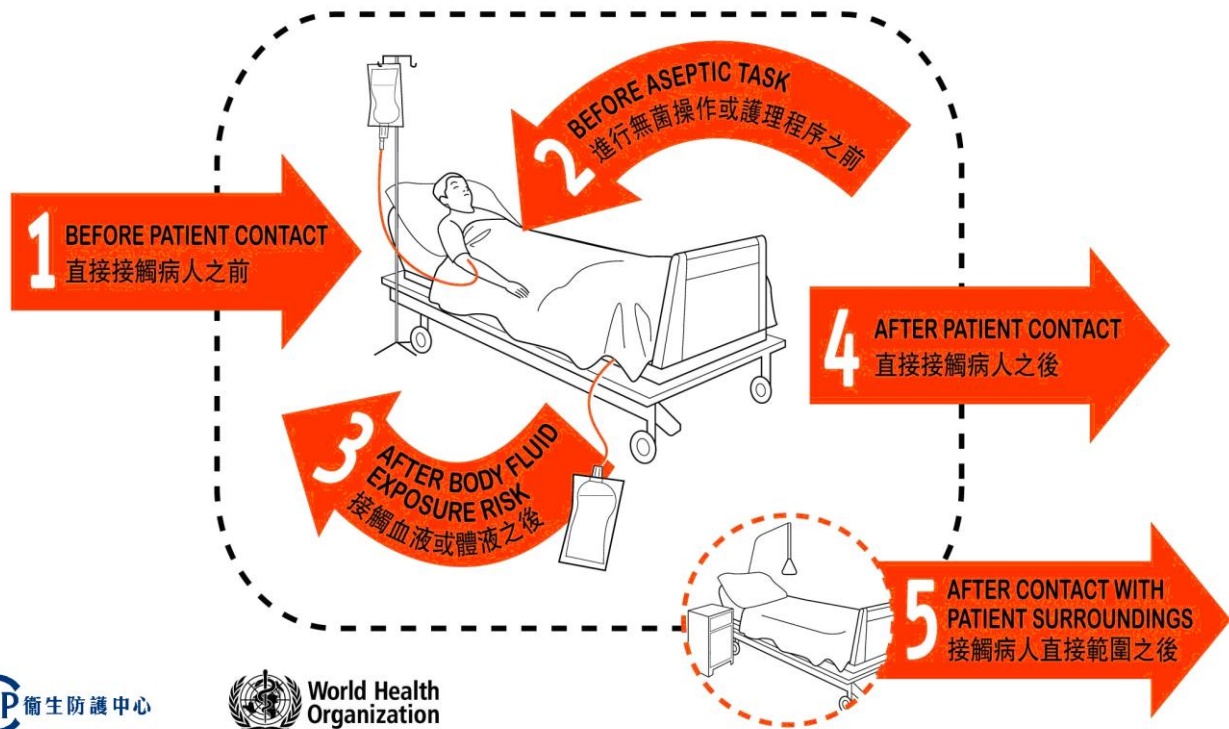 1
BEFORE PATIENT CONTACT
直接接觸病人之前
2
BEFORE ASEPTIC TASK
進行無菌操作或護理程序之前
3
AFTER BODY FLUID
EXPOSURE RISK
接觸血液或體液之後
4
AFTER PATIENT CONTACT
直接接觸病人之後
5
AFTER CONTACT WITH
PATIENT SURROUNDINGS
接觸病人直接範圍之後
P 衞生防護中心
World Health
Organization